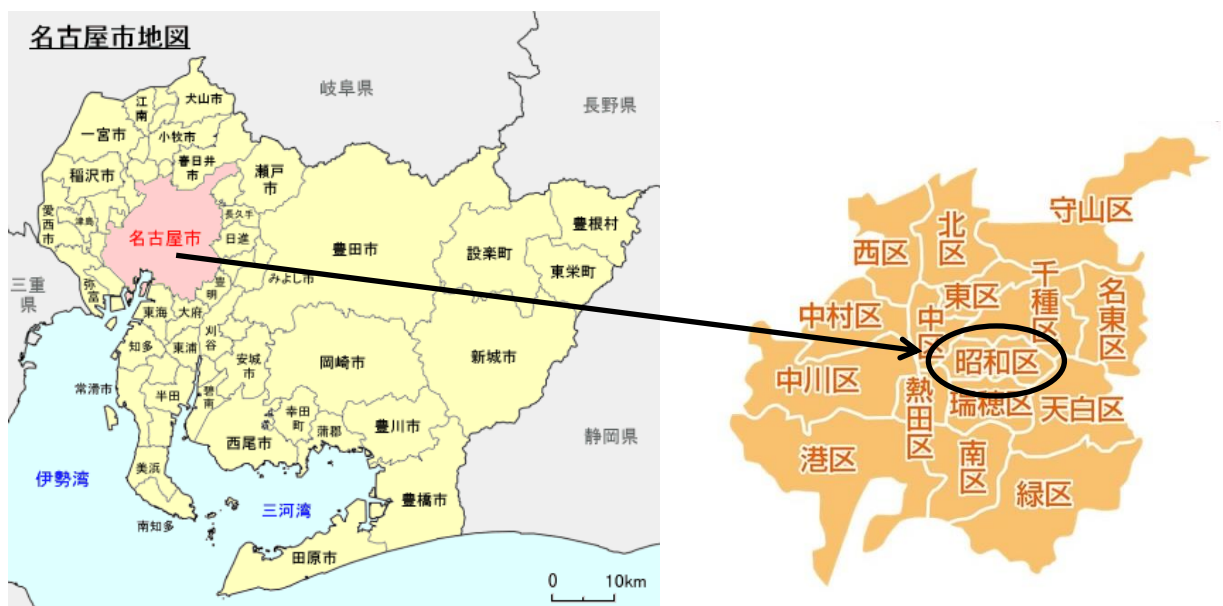 名古屋市地図
岐阜県
長野県
江南
犬山市
一宮市
小牧市
春日井
市
瀬戸
市
稲沢市
愛西市
津島
長久手
名古屋市
日進
豊田市
設楽町
豊根村
東栄町
三重
県
弥富
豊明
みよし市
東海
大府
知多
東浦
刈谷
安城
市
岡崎市
新城市
常滑市
半田
碧南
幸田
町
西尾市
蒲郡
豊川市
静岡県
伊勢湾
美浜
三河湾
豊橋市
南知多
田原市
0 10km
守山区
北区
西区
千種区
名東区
東区
中村区
中区
昭和区
中川区
熱田区
瑞穂区
天白区
港区
南区
緑区